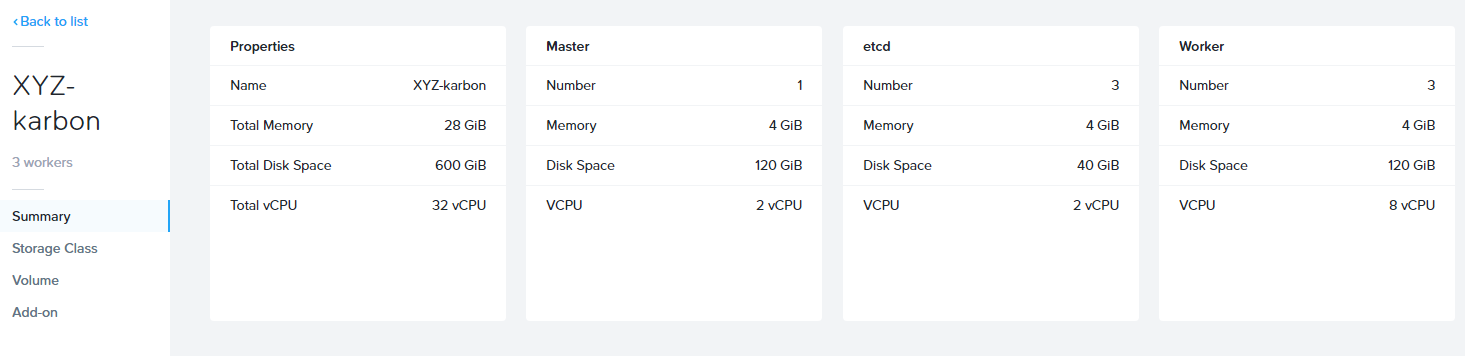 ‹Back to list
XYZ-
karbon
3 workers
Summary
Storage Class
Volume
Add-on
Properties
Name XYZ-karbon
Total Memory 28 GiB
Total Disk Space 600 GiB
Total vCPU 32 vCPU
Master
Number 1
Memory 4 GiB
Disk Space 120 GiB
VCPU 2 vCPU
etcd
Number 3
Memory 4 GiB
Disk Space 40 GiB
VCPU 2 vCPU
Worker
Number 3
Memory 4 GiB
Disk Space 120 GiB
VCPU 8 vCPU